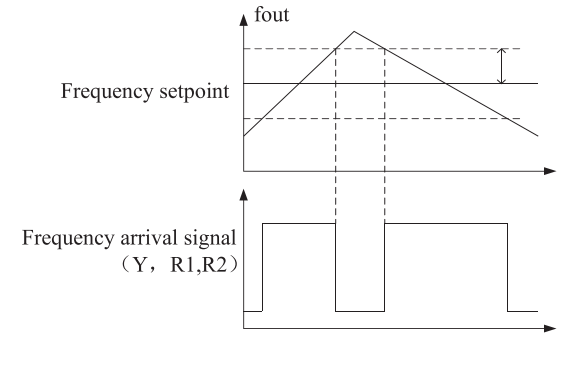 fout
Frequency setpoint
Frequency arrival signal
（Y，R1,R2）